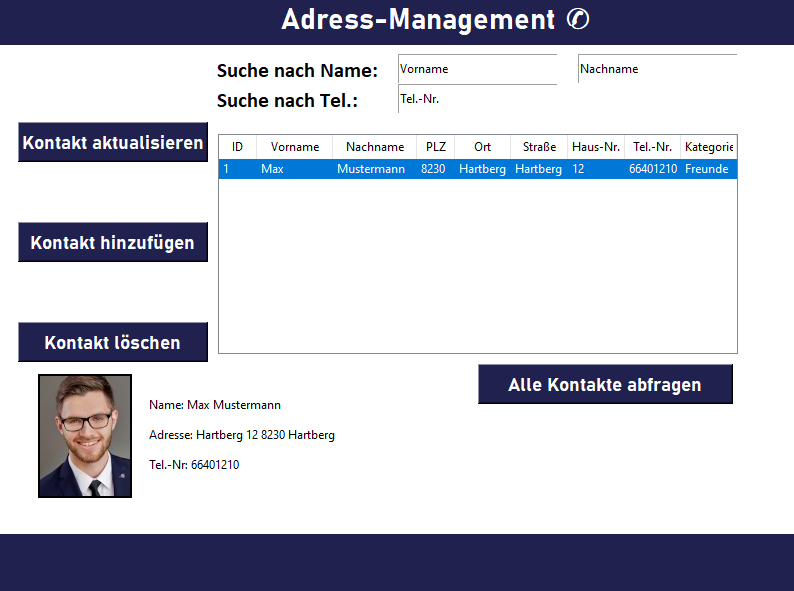 Adress-Management ✆
Suche nach Name: Vorname Nachname
Suche nach Tel.: Tel.-Nr.
Kontakt aktualisieren
Kontakt hinzufügen
Kontakt löschen
ID Vorname Nachname PLZ Ort Straße Haus-Nr. Tel.-Nr. Kategorie
1 Max Mustermann 8230 Hartberg Hartberg 12 66401210 Freunde
Alle Kontakte abfragen
Name: Max Mustermann
Adresse: Hartberg 12 8230 Hartberg
Tel.-Nr: 66401210